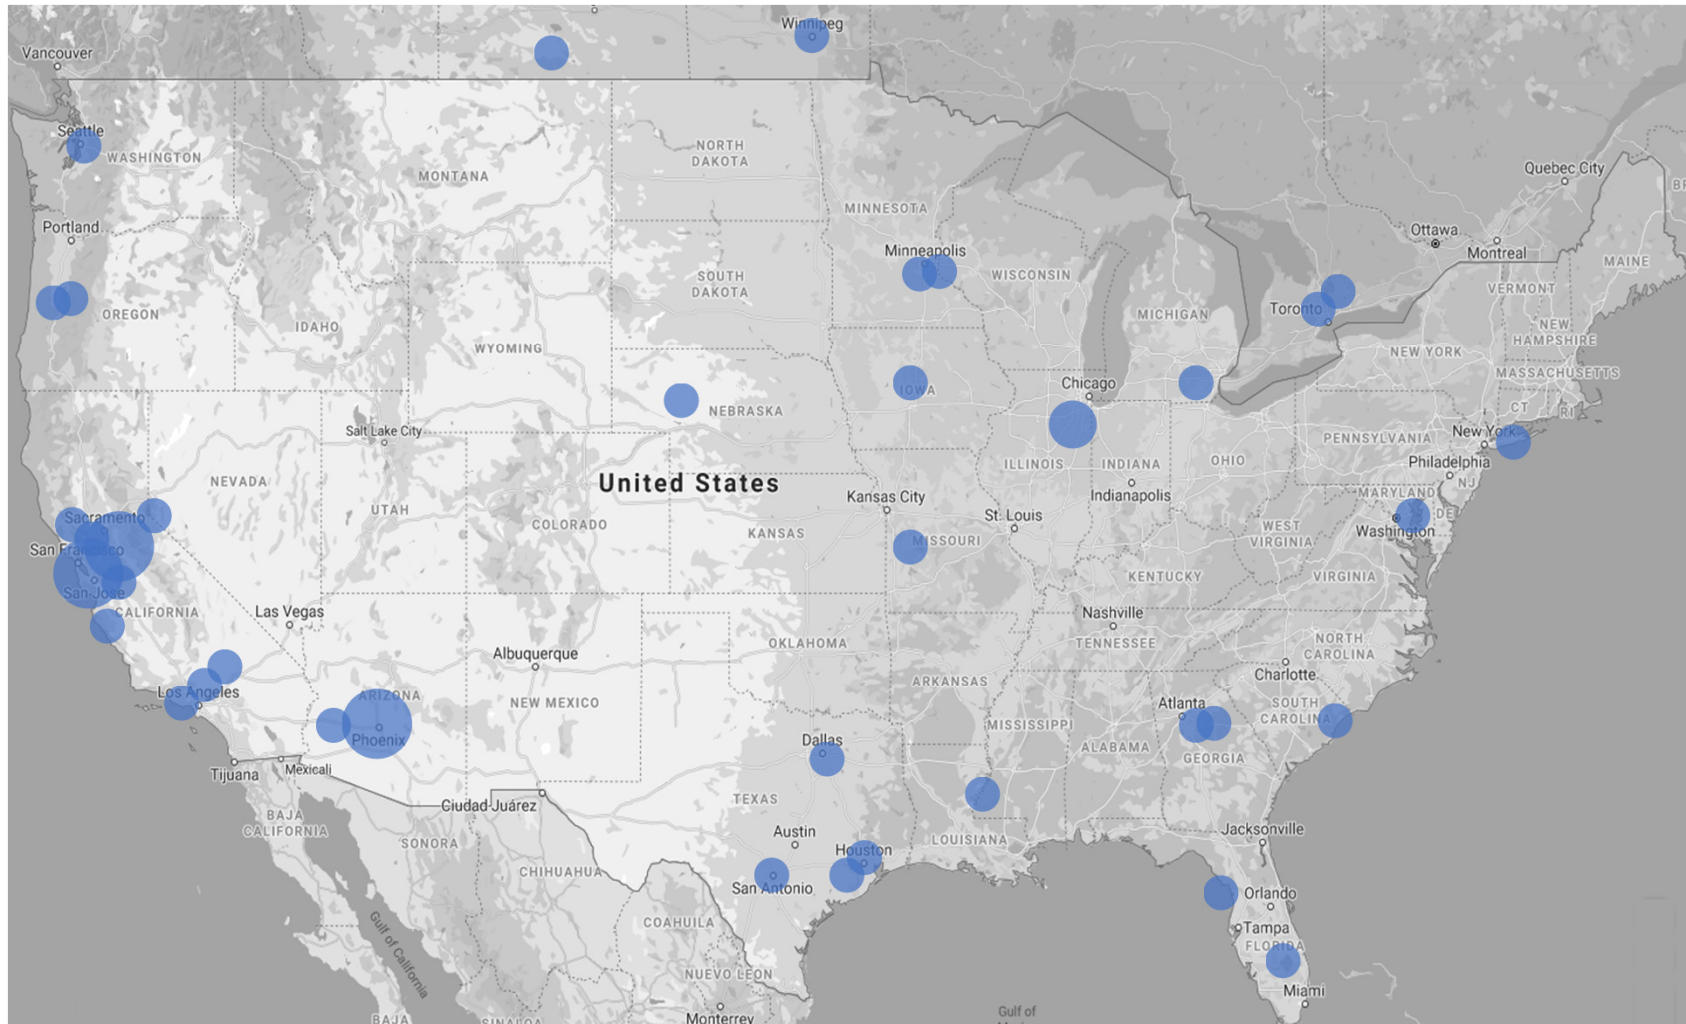 Winnipeg
Vancouver
Seattle
WASHINGTON
NORTH
DAKOTA
MONTANA
Quebec City
MINNESOTA
Portland
Ottawa
Minneapolis
Montreal
MAINE
SOUTH
DAKOTA
WISCONSIN
VERMONT
OREGON
IDAHO
MICHIGAN
Toronto
NEW
HAMPSHIRE
WYOMING
NEW YORK
MASSACHUSETTS
Chicago
IOWA
NEBRASKA
CT
RI
Salt Lake City
New York
PENNSYLVANIA
Philadelphia
ILLINOIS
INDIANA
OHIO
NEVADA
United States
NJ
Kansas City
Indianapolis
MARYLAND
DE
UTAH
Sacramento
COLORADO
St. Louis
WEST
VIRGINIA
Washington
KANSAS
MISSOURI
San Francisco
KENTUCKY
VIRGINIA
San Jose
CALIFORNIA
Las Vegas
Nashville
OKLAHOMA
TENNESSEE
NORTH
CAROLINA
Albuquerque
Charlotte
ARKANSAS
Los Angeles
ARIZONA
NEW MEXICO
Atlanta
SOUTH
CAROLINA
MISSISSIPPI
Phoenix
Dallas
ALABAMA
GEORGIA
Tijuana
Mexicali
TEXAS
Ciudad Juárez
BAJA
CALIFORNIA
Austin
Jacksonville
SONORA
Houston
LOUISIANA
CHIHUAHUA
San Antonio
Orlando
COAHUILA
Tampa
Gulf of California
FLORIDA
NUEVO LEON
Miami
Gulf of
Monterrey
BAJA
SINALOA